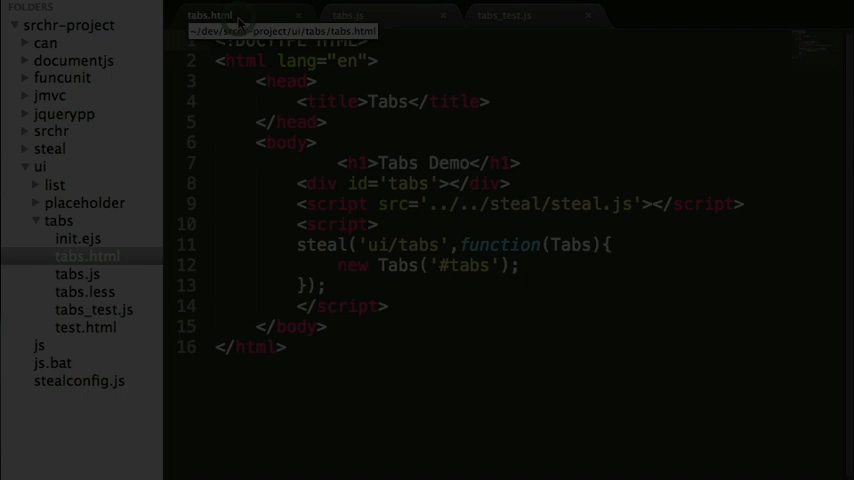 FOLDERS
srchr-project
can
documentjs
funcunit
jmvc
jquerypp
srchr
steal
ui
list
placeholder
tabs
init.ejs
tabs.html
tabs.js
tabs.less
tabs_test.js
test.html
js
js.bat
stealconfig.js
tabs.html × tabs.js × tabs_test.js ×
~/dev/srchr-project/ui/tabs/tabs.html
1 <!DOCTYPE HTML>
2 <html lang="en">
3 <head>
4 <title>Tabs</title>
5 </head>
6 <body>
7 <h1>Tabs Demo</h1>
8 <div id='tabs'></div>
9 <script src='../../steal/steal.js'></script>
10 <script>
11 steal('ui/tabs',function(Tabs){
12 new Tabs('#tabs');
13 });
14 </script>
15 </body>
16 </html>